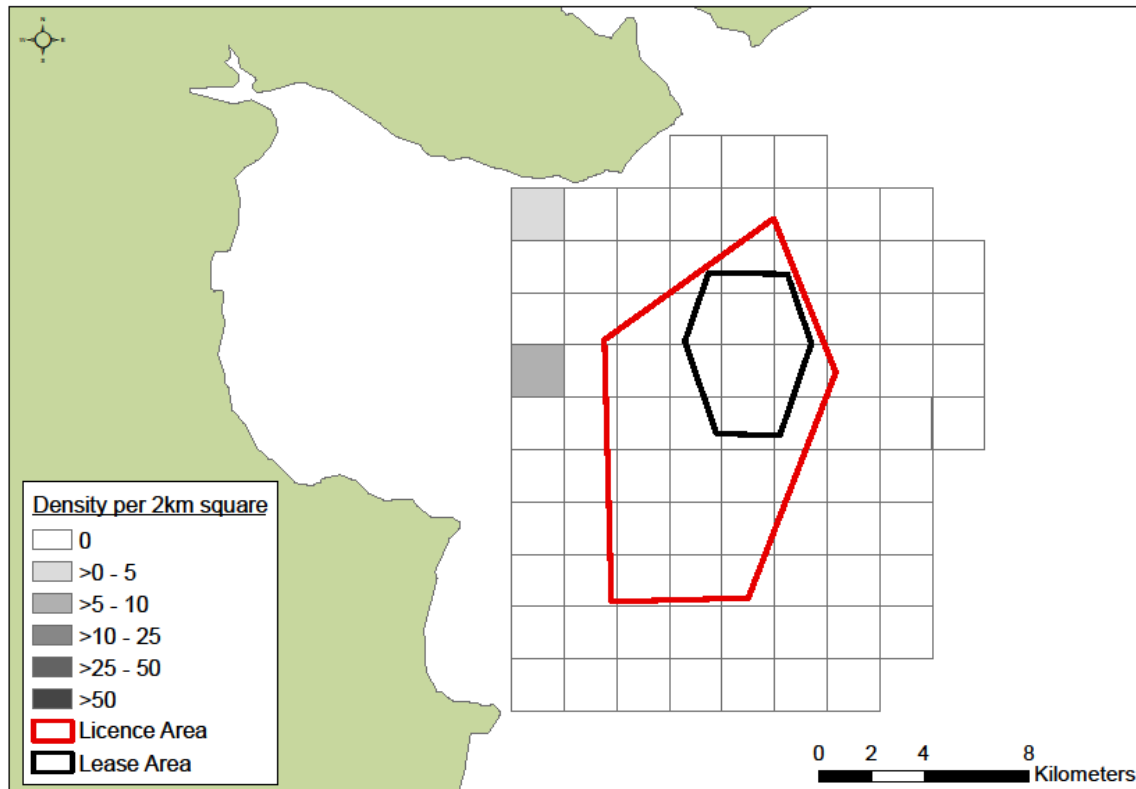 N
W E
S
Density per 2km square
0
>0 - 5
>5 - 10
>10 - 25
>25 - 50
>50
Licence Area
Lease Area
0 2 4 8
Kilometers